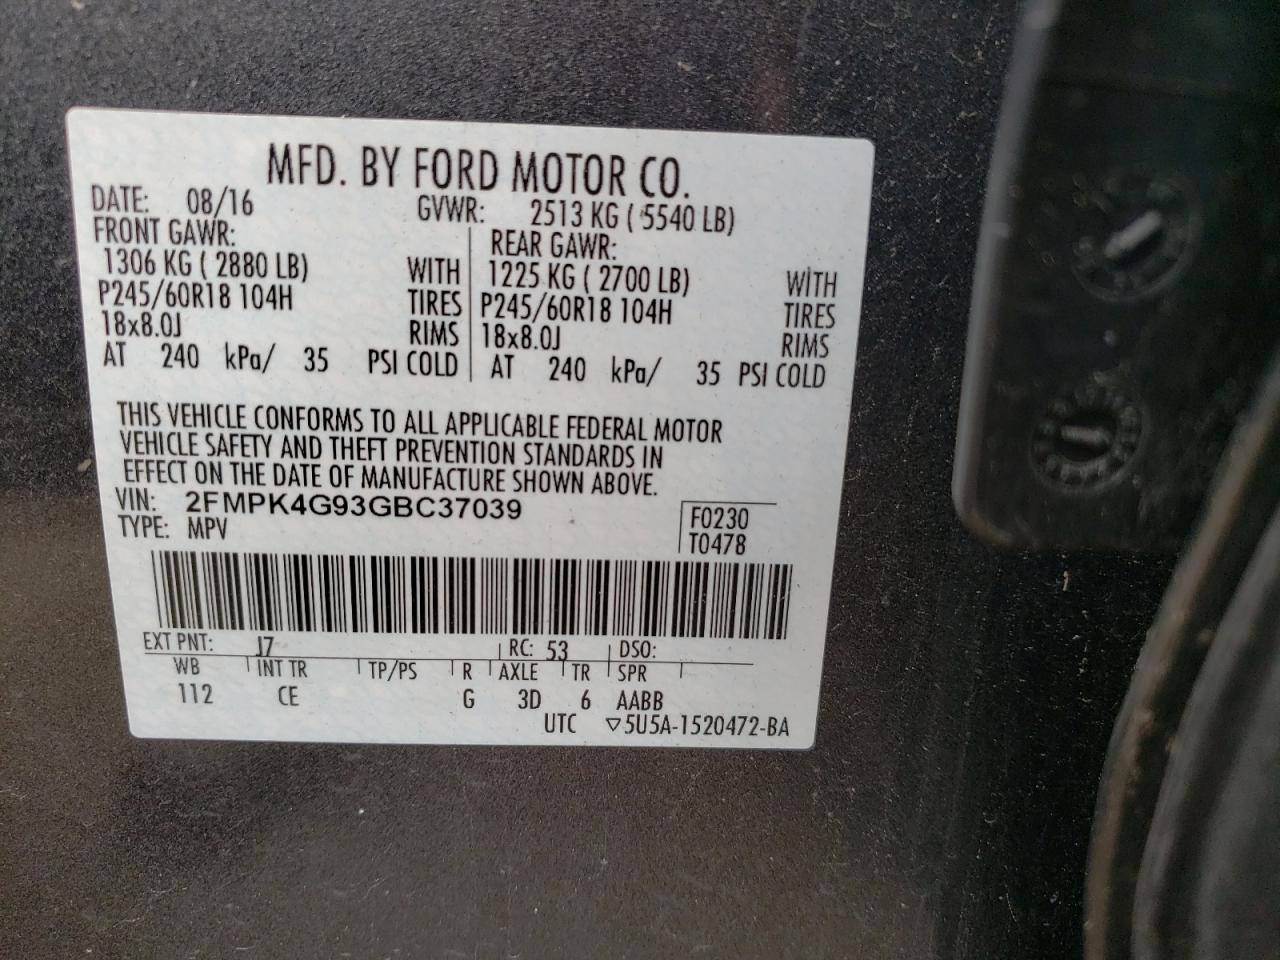 MFD. BY FORD MOTOR CO.
DATE: 08/16 GVWR: 2513 KG ( 5540 LB)
FRONT GAWR: REAR GAWR:
1306 KG ( 2880 LB) WITH 1225 KG ( 2700 LB) WITH
P245/60R18 104H TIRES P245/60R18 104H TIRES
18x8.0J RIMS 18x8.0J RIMS
AT 240 kPa/ 35 PSI COLD AT 240 kPa/ 35 PSI COLD
THIS VEHICLE CONFORMS TO ALL APPLICABLE FEDERAL MOTOR
VEHICLE SAFETY AND THEFT PREVENTION STANDARDS IN
EFFECT ON THE DATE OF MANUFACTURE SHOWN ABOVE.
VIN: 2FMPK4G93GBC37039 F0230
TYPE: MPV T0478
EXT PNT: J7 RC: 53 DSO:
WB INT TR TP/PS R AXLE TR SPR
112 CE G 3D 6 AABB
UTC ▽5U5A-1520472-BA